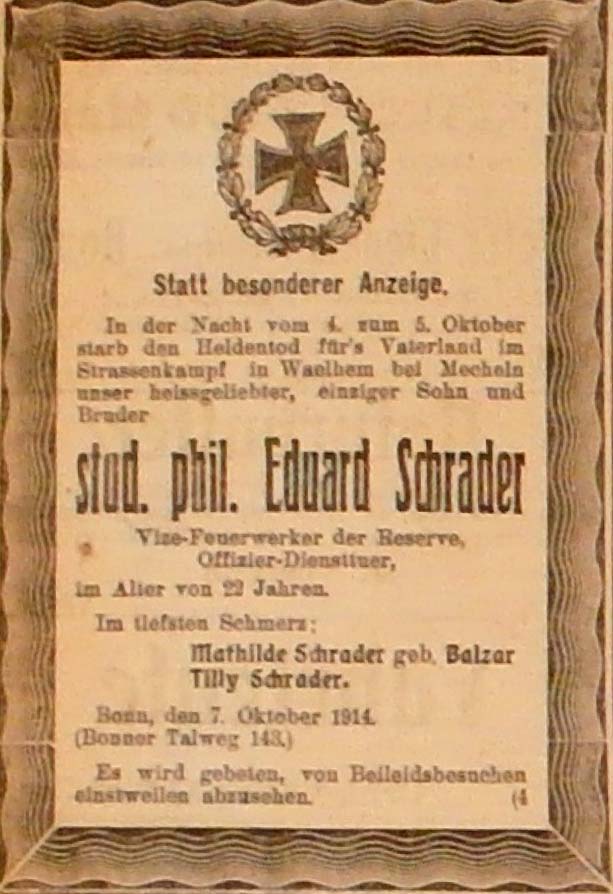 Statt besonderer Anzeige.
In der Nacht vom 4. zum 5. Oktober
starb den Heldentod für's Vaterland im
Strassenkampf in Waelhem bei Mecheln
unser heissgeliebter, einziger Sohn und
Bruder
stud. phil. Eduard Schrader
Vize-Feuerwerker der Reserve,
Offizier-Diensttuer,
im Alter von 22 Jahren.
Im tiefsten Schmerz:
Mathilde Schrader geb. Balzar
Tilly Schrader.
Bonn, den 7. Oktober 1914.
(Bonner Talweg 143.)
Es wird gebeten, von Beileidsbesuchen
einstweilen abzusehen. (4